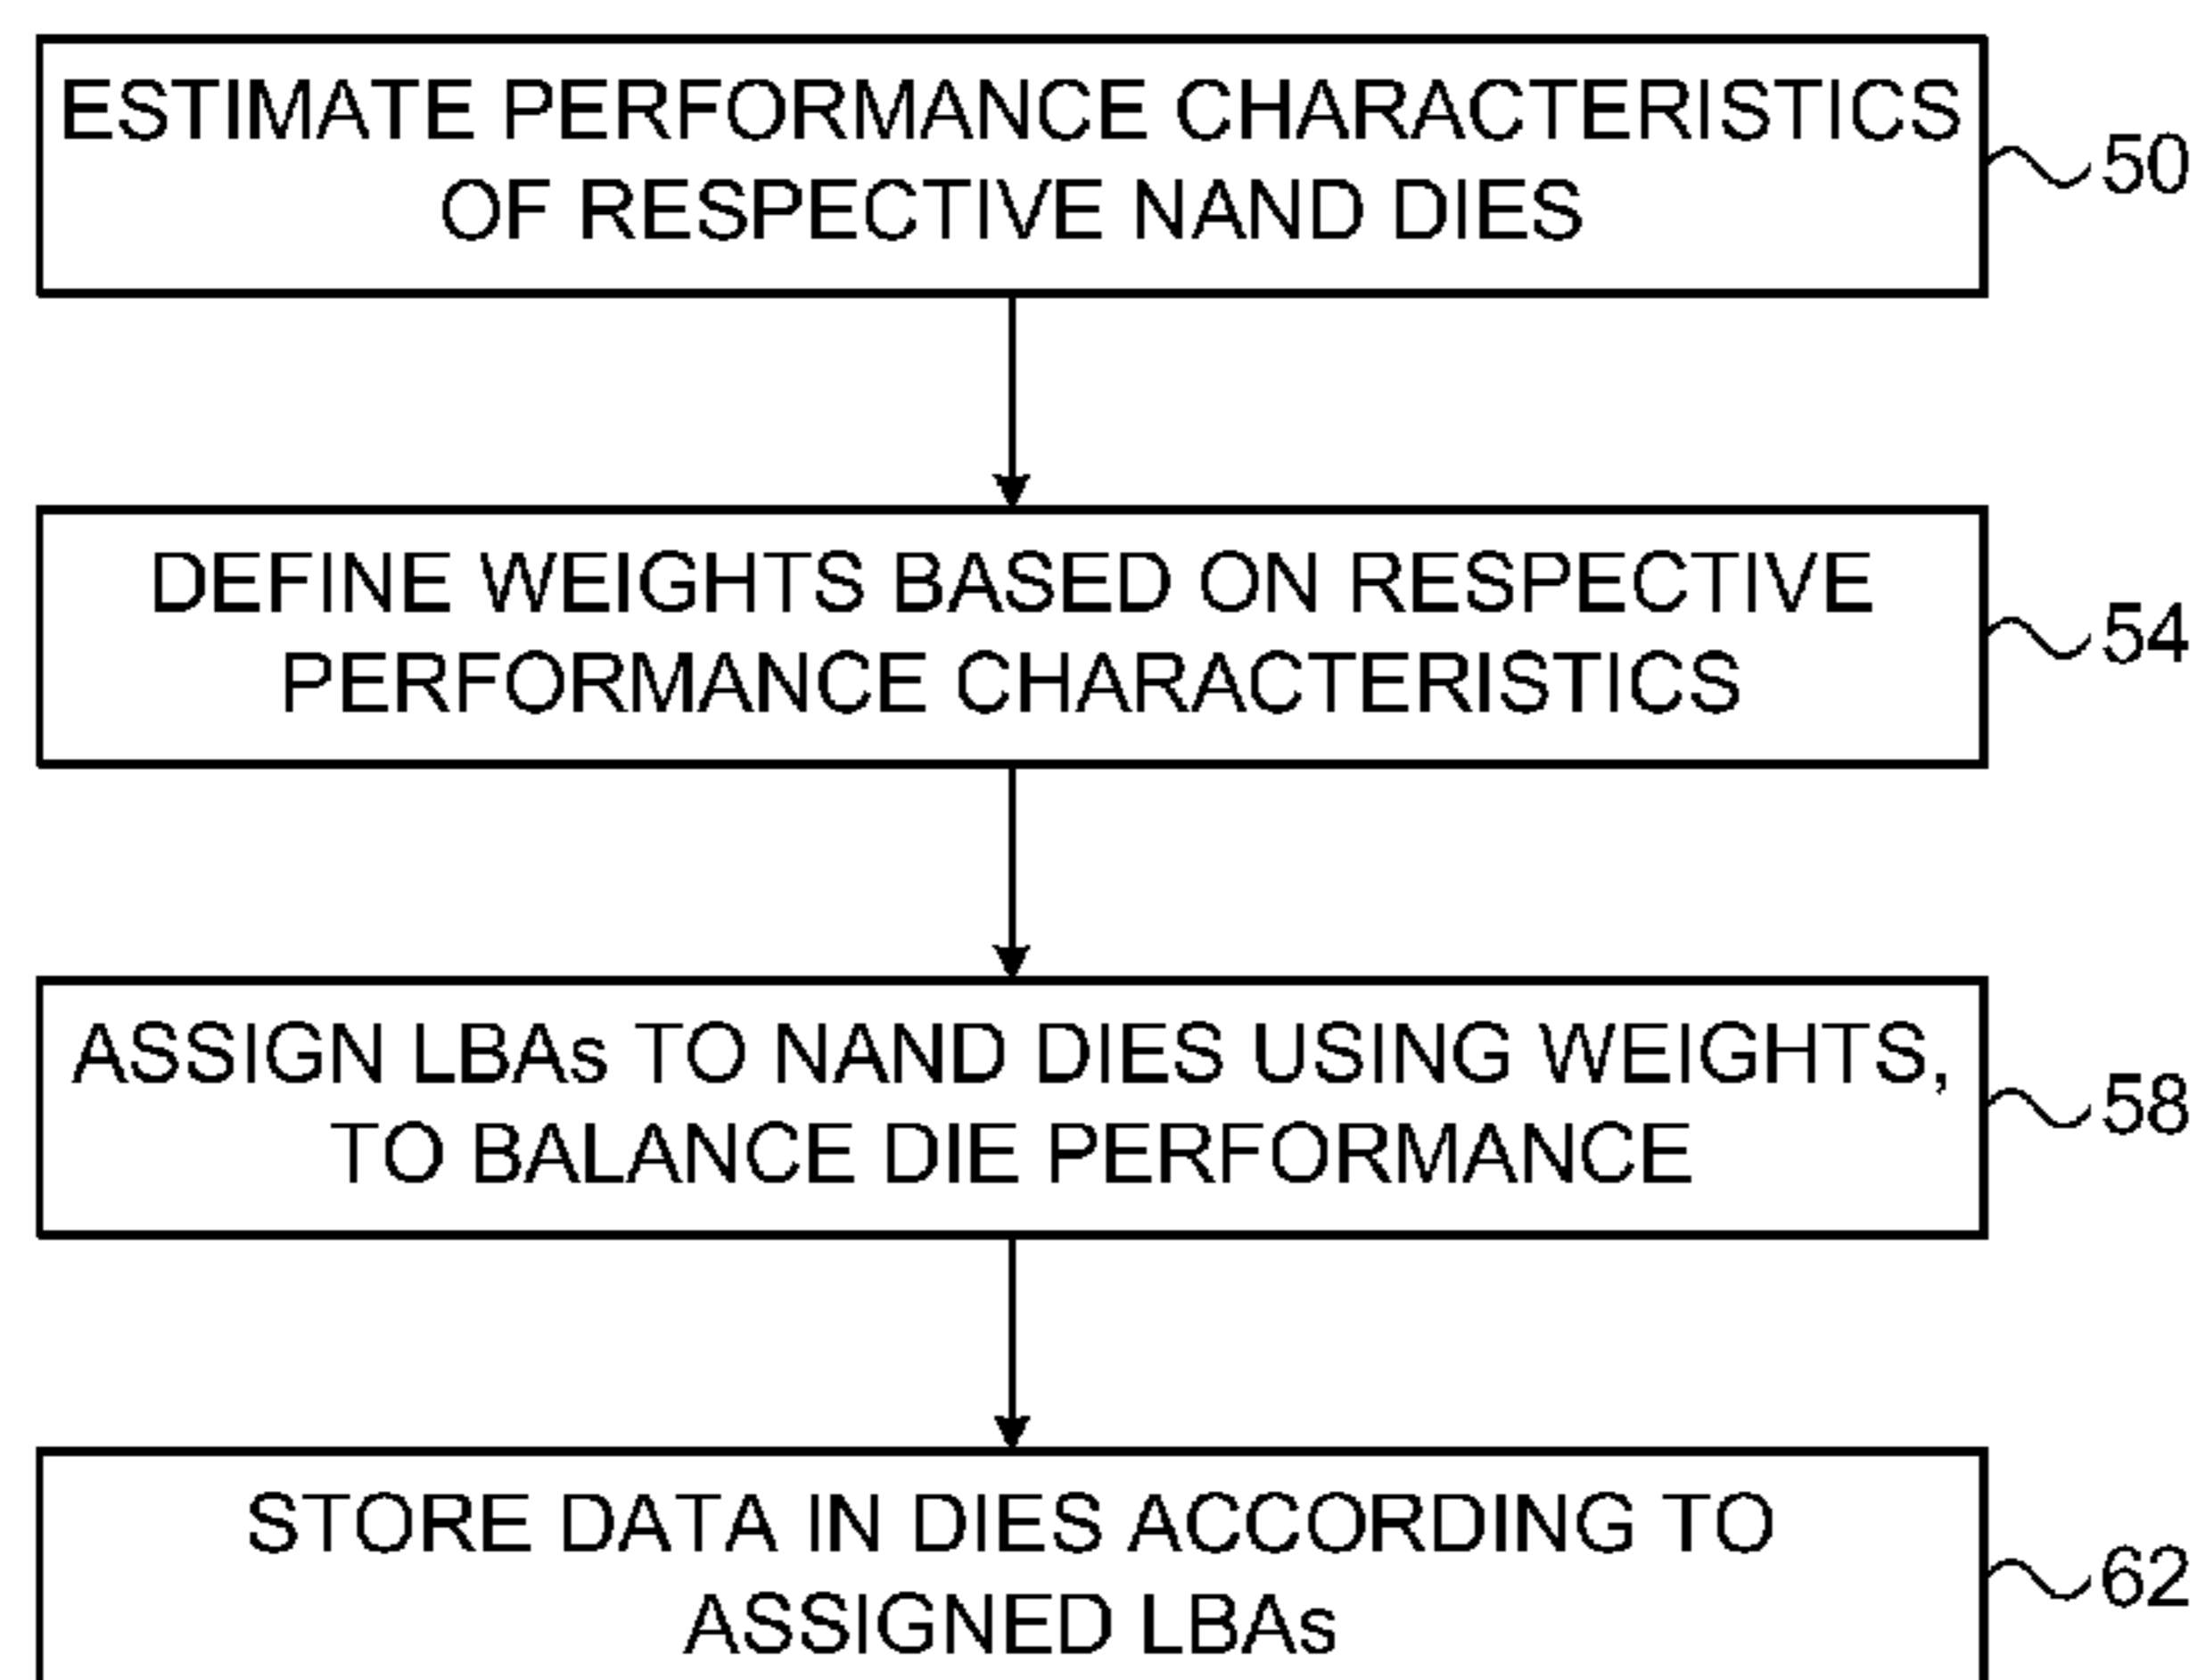 ESTIMATE PERFORMANCE CHARACTERISTICS
OF RESPECTIVE NAND DIES
50
DEFINE WEIGHTS BASED ON RESPECTIVE
PERFORMANCE CHARACTERISTICS
54
ASSIGN LBAs TO NAND DIES USING WEIGHTS,
TO BALANCE DIE PERFORMANCE
58
STORE DATA IN DIES ACCORDING TO
ASSIGNED LBAs
62